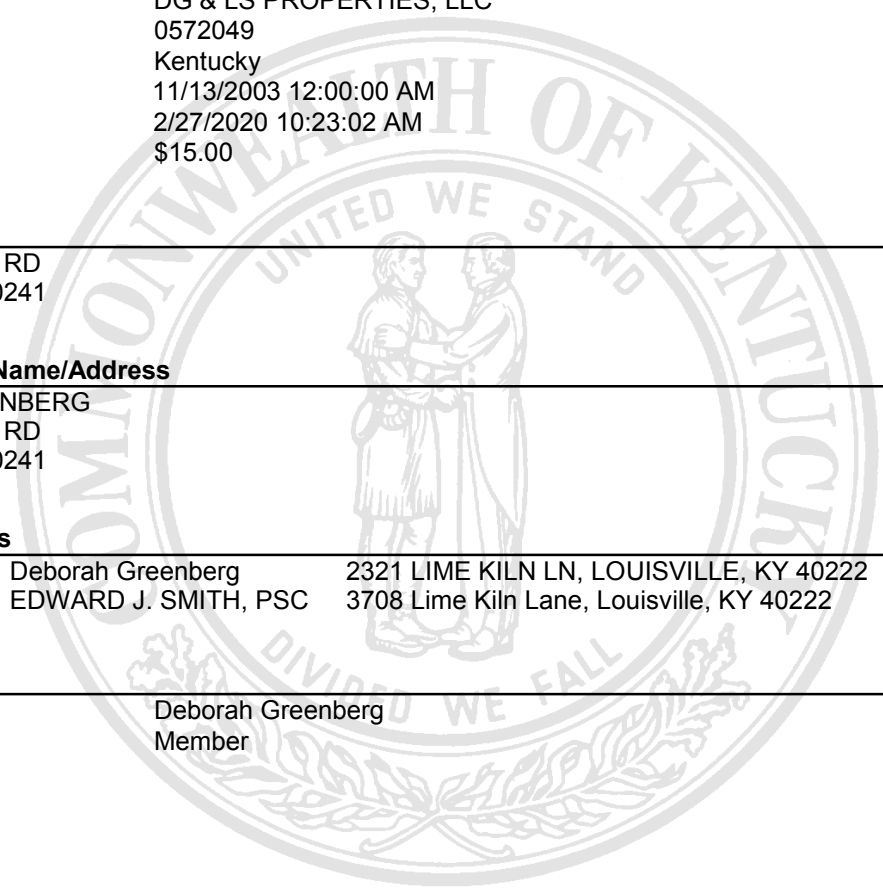 DG & LS PROPERTIES, LLC
0572049
Kentucky
11/13/2003 12:00:00 AM
2/27/2020 10:23:02 AM
$15.00
RD
0241
Name/Address
NBERG
RD
0241
s
Deborah Greenberg 2321 LIME KILN LN, LOUISVILLE, KY 40222
EDWARD J. SMITH, PSC 3708 Lime Kiln Lane, Louisville, KY 40222
Deborah Greenberg
Member
COMMONWEALTH OF KENTUCKY
UNITED WE STAND
DIVIDED WE FALL